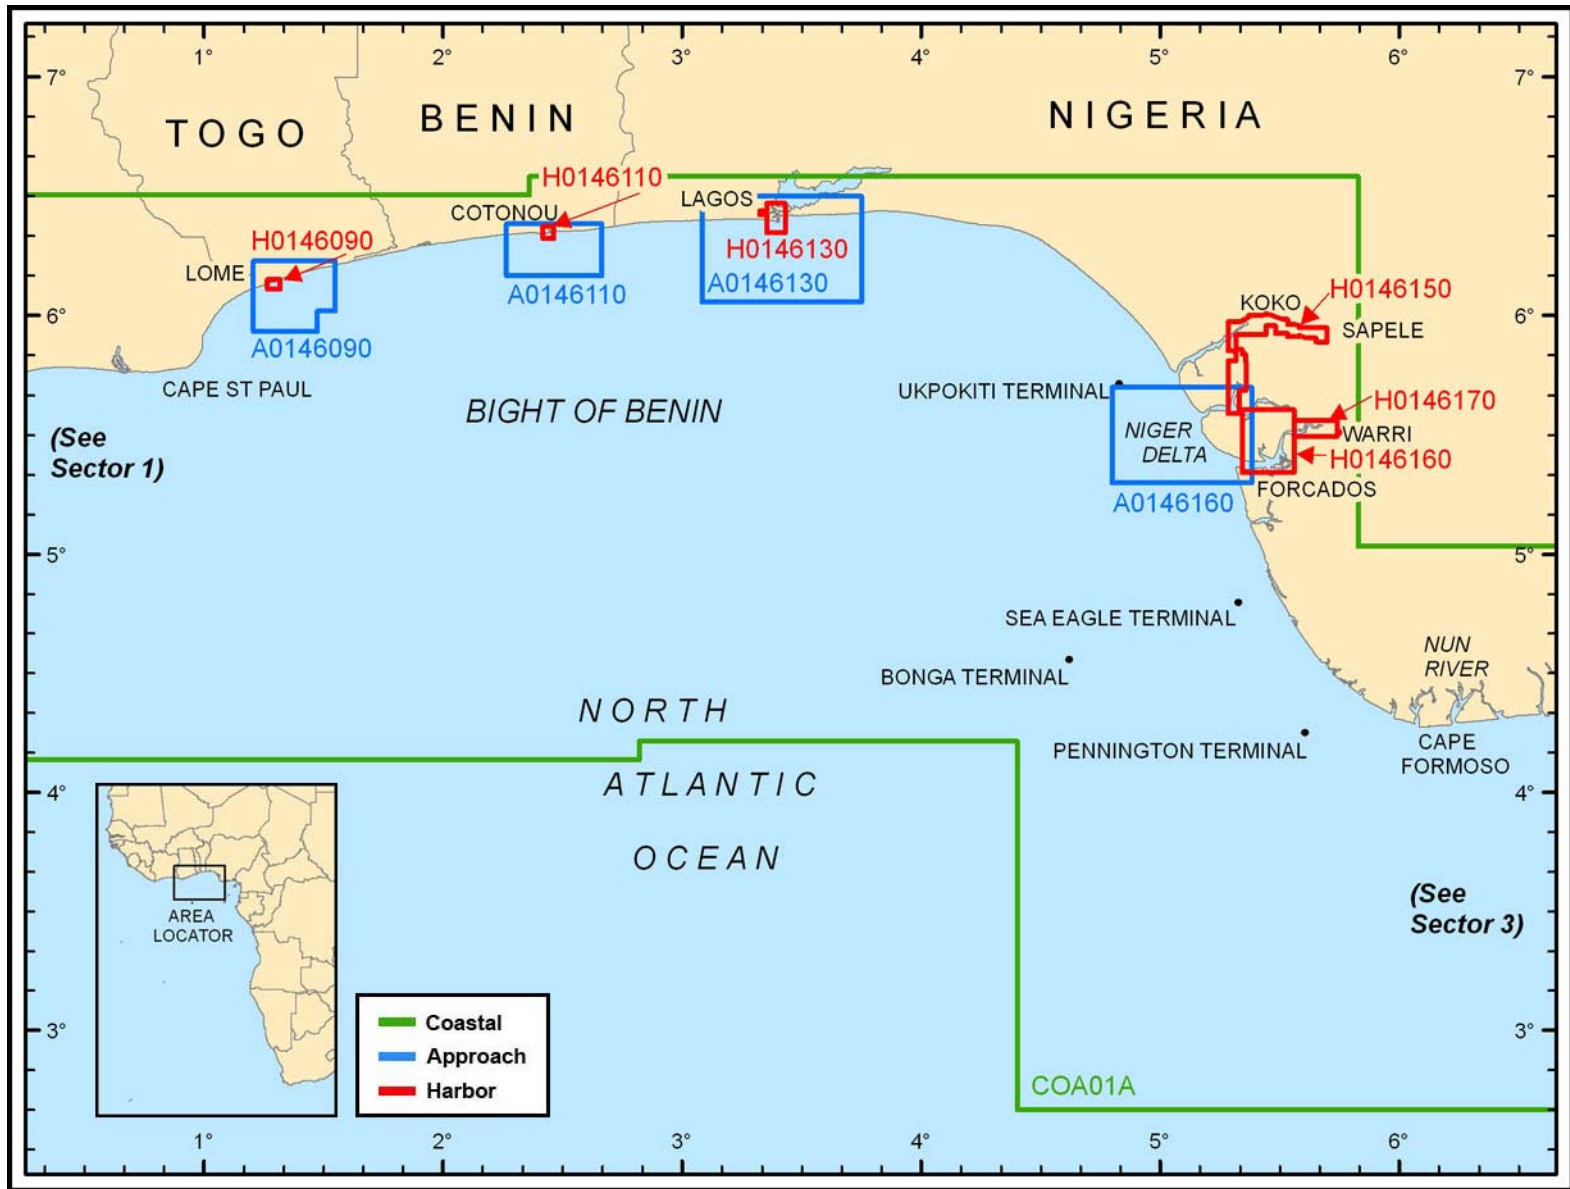 1° 2° 3° 4° 5° 6°
7° 7°
TOGO
BENIN
NIGERIA
H0146110
COTONOU
LAGOS
H0146090
LOME
H0146130
A0146130
A0146110
A0146090
6° 6°
KOKO
H0146150
SAPELE
CAPE ST PAUL
UKPOKITI TERMINAL
BIGHT OF BENIN
H0146170
NIGER
DELTA
WARRI
H0146160
FORCADOS
A0146160
(See
Sector 1)
5° 5°
SEA EAGLE TERMINAL
BONGA TERMINAL
NUN
RIVER
NORTH
ATLANTIC
OCEAN
PENNINGTON TERMINAL
CAPE
FORMOSO
4° 4°
AREA
LOCATOR
(See
Sector 3)
Coastal
Approach
Harbor
3° 3°
COA01A
1° 2° 3° 4° 5° 6°